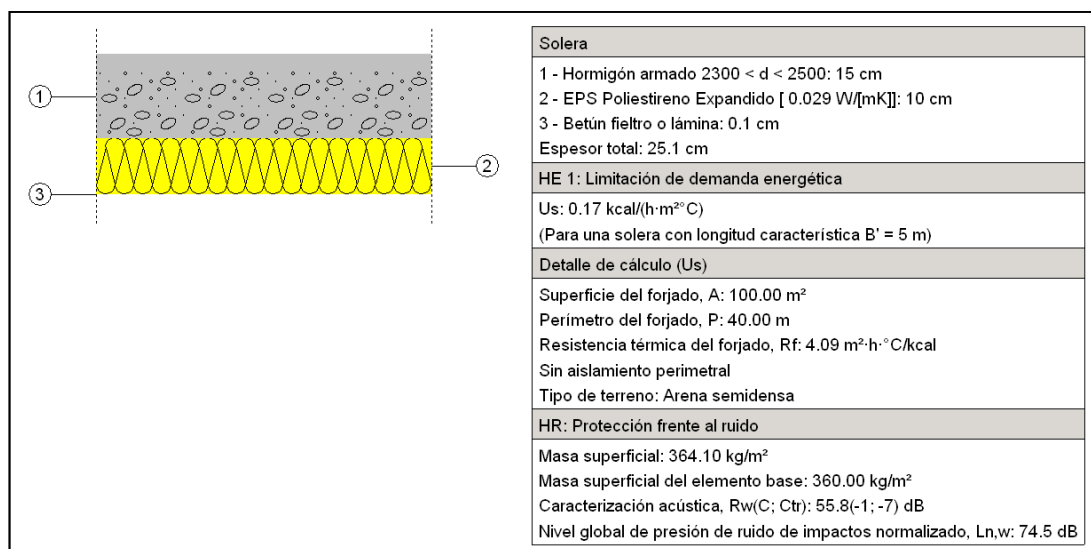 1
2
3
Solera
1 - Hormigón armado 2300 < d < 2500: 15 cm
2 - EPS Poliestireno Expandido [ 0.029 W/[mK]]: 10 cm
3 - Betún fieltro o lámina: 0.1 cm
Espesor total: 25.1 cm
HE 1: Limitación de demanda energética
Us: 0.17 kcal/(h·m²°C)
(Para una solera con longitud característica B' = 5 m)
Detalle de cálculo (Us)
Superficie del forjado, A: 100.00 m²
Perímetro del forjado, P: 40.00 m
Resistencia térmica del forjado, Rf: 4.09 m²·h·°C/kcal
Sin aislamiento perimetral
Tipo de terreno: Arena semidensa
HR: Protección frente al ruido
Masa superficial: 364.10 kg/m²
Masa superficial del elemento base: 360.00 kg/m²
Caracterización acústica, Rw(C; Ctr): 55.8(-1; -7) dB
Nivel global de presión de ruido de impactos normalizado, Ln,w: 74.5 dB